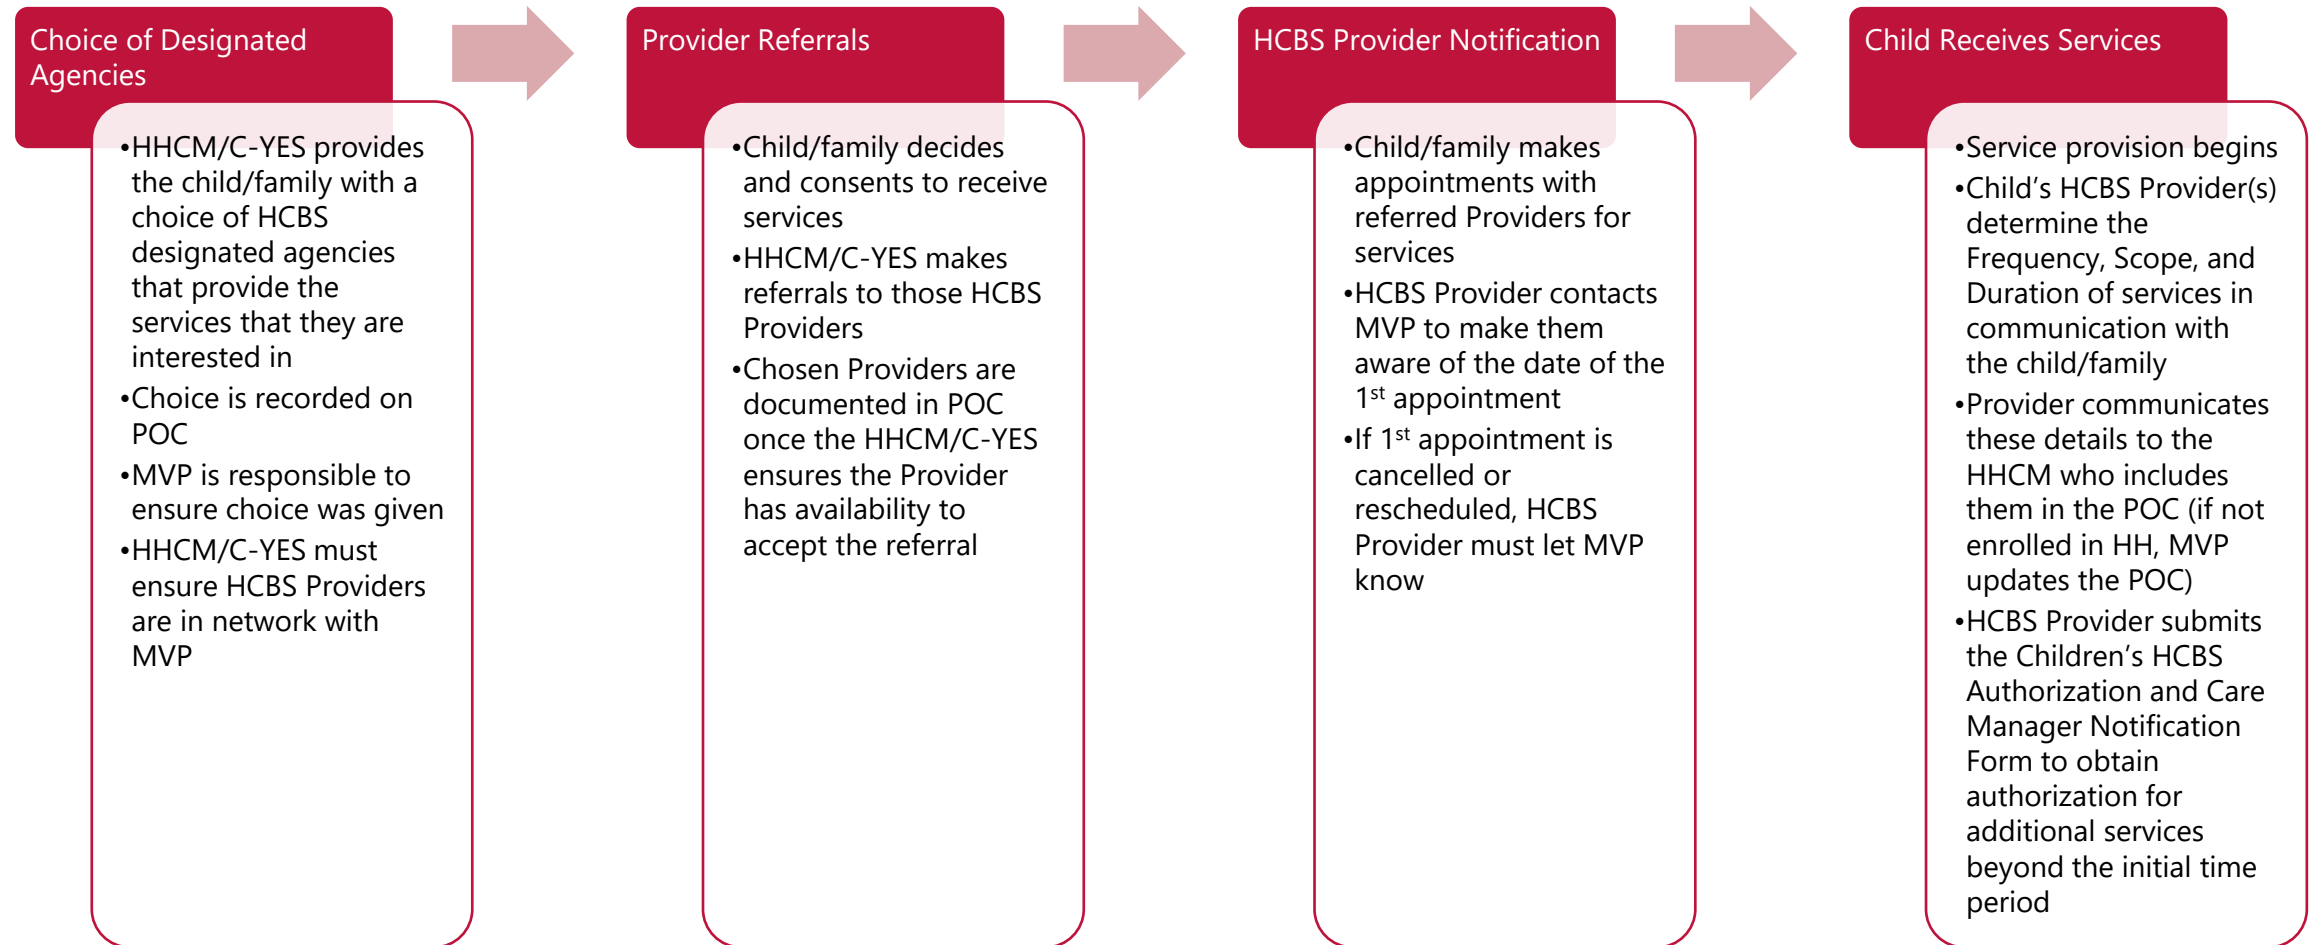 Choice of Designated
Agencies
•HHCM/C-YES provides
the child/family with a
choice of HCBS
designated agencies
that provide the
services that they are
interested in
•Choice is recorded on
POC
•MVP is responsible to
ensure choice was given
•HHCM/C-YES must
ensure HCBS Providers
are in network with
MVP
Provider Referrals
•Child/family decides
and consents to receive
services
•HHCM/C-YES makes
referrals to those HCBS
Providers
•Chosen Providers are
documented in POC
once the HHCM/C-YES
ensures the Provider
has availability to
accept the referral
HCBS Provider Notification
•Child/family makes
appointments with
referred Providers for
services
•HCBS Provider contacts
MVP to make them
aware of the date of the
1st appointment
•If 1st appointment is
cancelled or
rescheduled, HCBS
Provider must let MVP
know
Child Receives Services
•Service provision begins
•Child’s HCBS Provider(s)
determine the
Frequency, Scope, and
Duration of services in
communication with
the child/family
•Provider communicates
these details to the
HHCM who includes
them in the POC (if not
enrolled in HH, MVP
updates the POC)
•HCBS Provider submits
the Children’s HCBS
Authorization and Care
Manager Notification
Form to obtain
authorization for
additional services
beyond the initial time
period